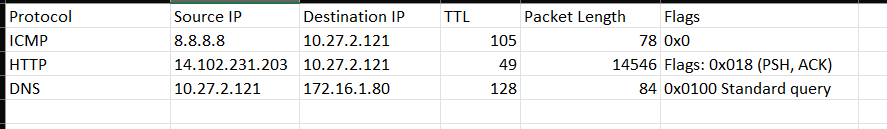 Protocol Source IP Destination IP TTL Packet Length Flags
ICMP 8.8.8.8 10.27.2.121 105 78 0x0
HTTP 14.102.231.203 10.27.2.121 49 14546 Flags: 0x018 (PSH, ACK)
DNS 10.27.2.121 172.16.1.80 128 84 0x0100 Standard query